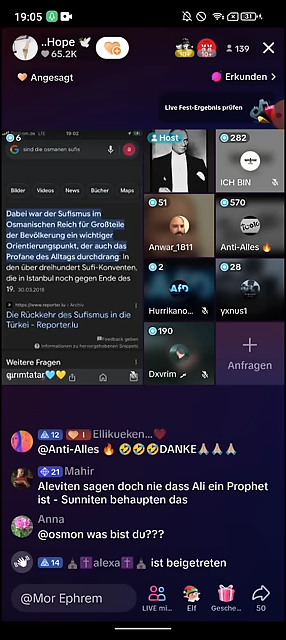 19:05
31
..Hope 🕊
65.2K
10+
10+
139
Angesagt
Erkunden >
Live Fest-Ergebnis prüfen
6
19:02
sind die osmanen sufis
a
Bilder
Videos
News
Bücher
Maps
Dabei war der Sufismus im
Osmanischen Reich für Großteile
der Bevölkerung ein wichtiger
Orientierungspunkt, der auch das
Profane des Alltags durchdrang: In
den über dreihundert Sufi-Konventen,
die in Istanbul noch gegen Ende des
19. 30.03.2018
https://www.reporter.lu › Archiv
Die Rückkehr des Sufismus in die
Türkei - Reporter.lu
Feedback geben
Informationen zu hervorgehobenen Snippets
Weitere Fragen
Host
282
ICH BIN
51
Anwar_1811
570
Anti-Alles 🔥
2
AfD
Hurrikano...
28
yxnus1
190
Dxvrim
Anfragen
12
I
Ellikueken...
@Anti-Alles 🔥 🤣🤣🤣DANKE🙏🙏🙏
21 Mahir
Aleviten sagen doch nie dass Ali ein Prophet
ist - Sunniten behaupten das
Anna
@osmon was bist du???
14
alexa
ist beigetreten
@Mor Ephrem
LIVE mi...
Elf
Gesche...
50